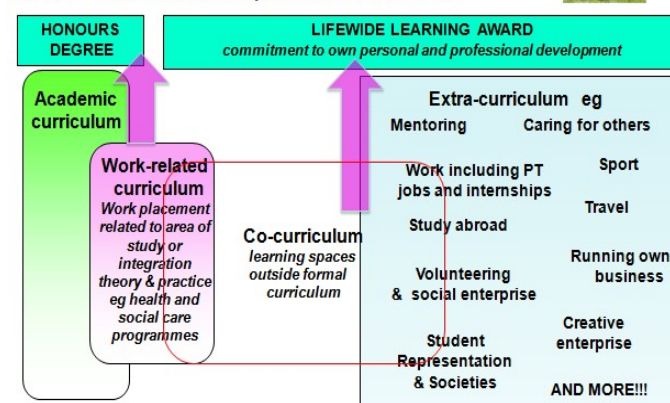 HONOURS
DEGREE
LIFEWIDE LEARNING AWARD
commitment to own personal and professional development
Academic
curriculum
Work-related
curriculum
Work placement
related to area of
study or
integration
theory & practice
eg health and
social care
programmes
Co-curriculum
learning spaces
outside formal
curriculum
Extra-curriculum eg
Mentoring
Caring for others
Work including PT
jobs and internships
Sport
Study abroad
Travel
Volunteering
& social enterprise
Running own
business
Student
Representation
& Societies
Creative
enterprise
AND MORE!!!